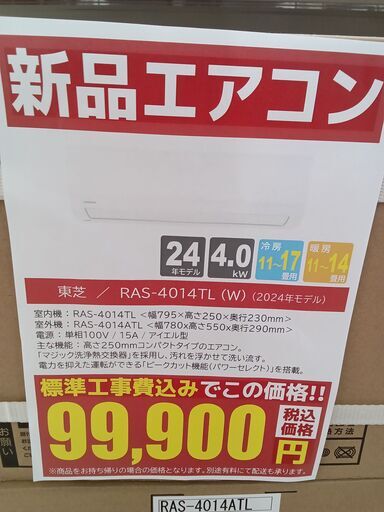 新品エアコン
24
年モデル
4.0
kW
冷房
11~17
畳用
暖房
11~14
畳用
東芝 / RAS-4014TL (W) (2024年モデル)
室内機：RAS-4014TL <幅795×高さ250×奥行230mm>
室外機：RAS-4014ATL <幅780x高さ550x奥行290mm>
電源：単相100V / 15A / アイエル型
主な機能：高さ250mmコンパクトタイプのエアコン。
「マジック洗浄熱交換器」を採用し、汚れを浮かせて洗い流す。
電力を抑えた運転ができる「ピークカット機能(パワーセレクト)」を搭載。
標準工事費込みでこの価格!!
99,900円
税込
価格
※商品をお持ち帰りの場合の価格となります。別途有料にて配送も承ります。
RAS-4014ATL